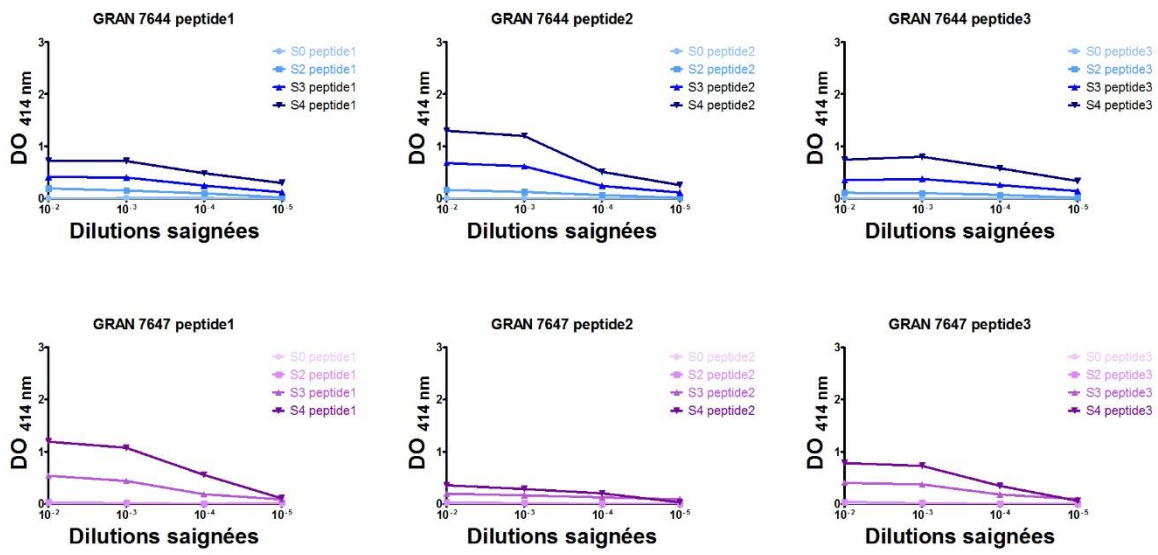 GRAN 7644 peptide1
3
2
1
0
DO 414 nm
S0 peptide1
S2 peptide1
S3 peptide1
S4 peptide1
10-2
10-3
10-4
10-5
Dilutions saignées
GRAN 7644 peptide2
3
2
1
0
DO 414 nm
S0 peptide2
S2 peptide2
S3 peptide2
S4 peptide2
10-2
10-3
10-4
10-5
Dilutions saignées
GRAN 7644 peptide3
3
2
1
0
DO 414 nm
S0 peptide3
S2 peptide3
S3 peptide3
S4 peptide3
10-2
10-3
10-4
10-5
Dilutions saignées
GRAN 7647 peptide1
3
2
1
0
DO 414 nm
S0 peptide1
S2 peptide1
S3 peptide1
S4 peptide1
10-2
10-3
10-4
10-5
Dilutions saignées
GRAN 7647 peptide2
3
2
1
0
DO 414 nm
S0 peptide2
S2 peptide2
S3 peptide2
S4 peptide2
10-2
10-3
10-4
10-5
Dilutions saignées
GRAN 7647 peptide3
3
2
1
0
DO 414 nm
S0 peptide3
S2 peptide3
S3 peptide3
S4 peptide3
10-2
10-3
10-4
10-5
Dilutions saignées